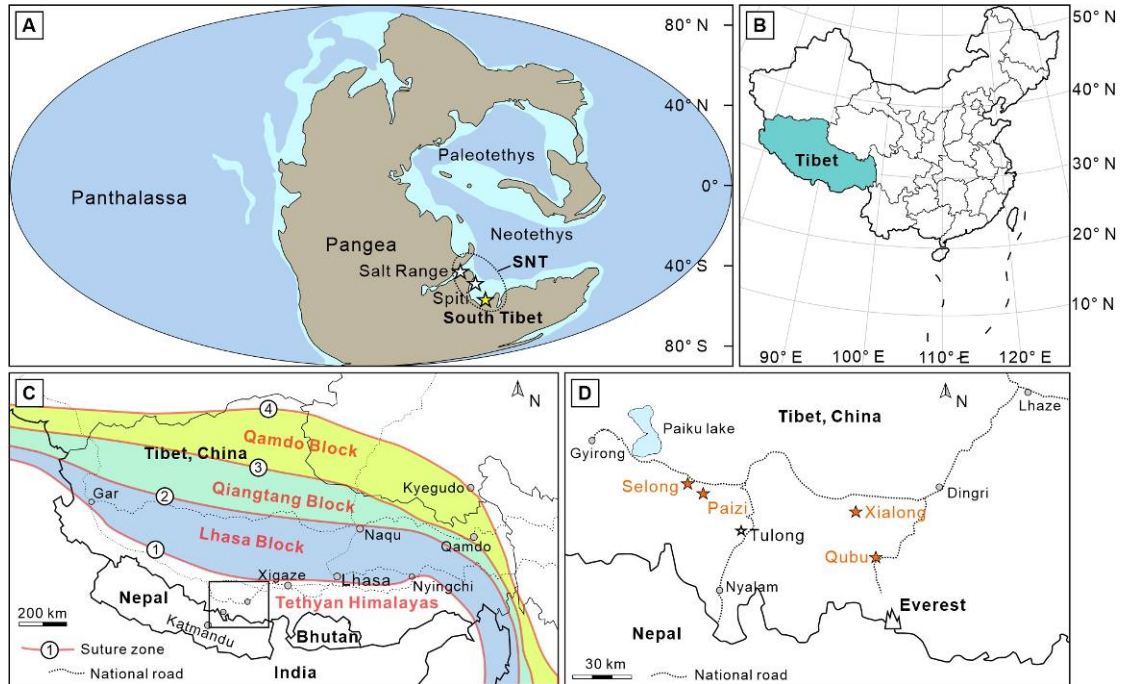 A
80° N
40° N
Paleotethys
Panthalassa
0°
Neotethys
Pangea
SNT
Salt Range
40° S
Spiti
South Tibet
80° S
B
50° N
40° N
30° N
Tibet
20° N
10° N
90° E
100° E
110° E
120° E
C
N
4
Qamdo Block
Tibet, China
3
Kyegudo
Qiangtang Block
Gar
2
Lhasa Block
Naqu
Qamdo
1
Xigaze
Lhasa
Nyingchi
Nepal
Tethyan Himalayas
200 km
Katmandu
Bhutan
1 Suture zone
India
National road
D
N
Tibet, China
Lhaze
Paiku lake
Gyirong
Selong
Dingri
Paizi
Xialong
Tulong
Qubu
Nyalam
Everest
Nepal
30 km
National road